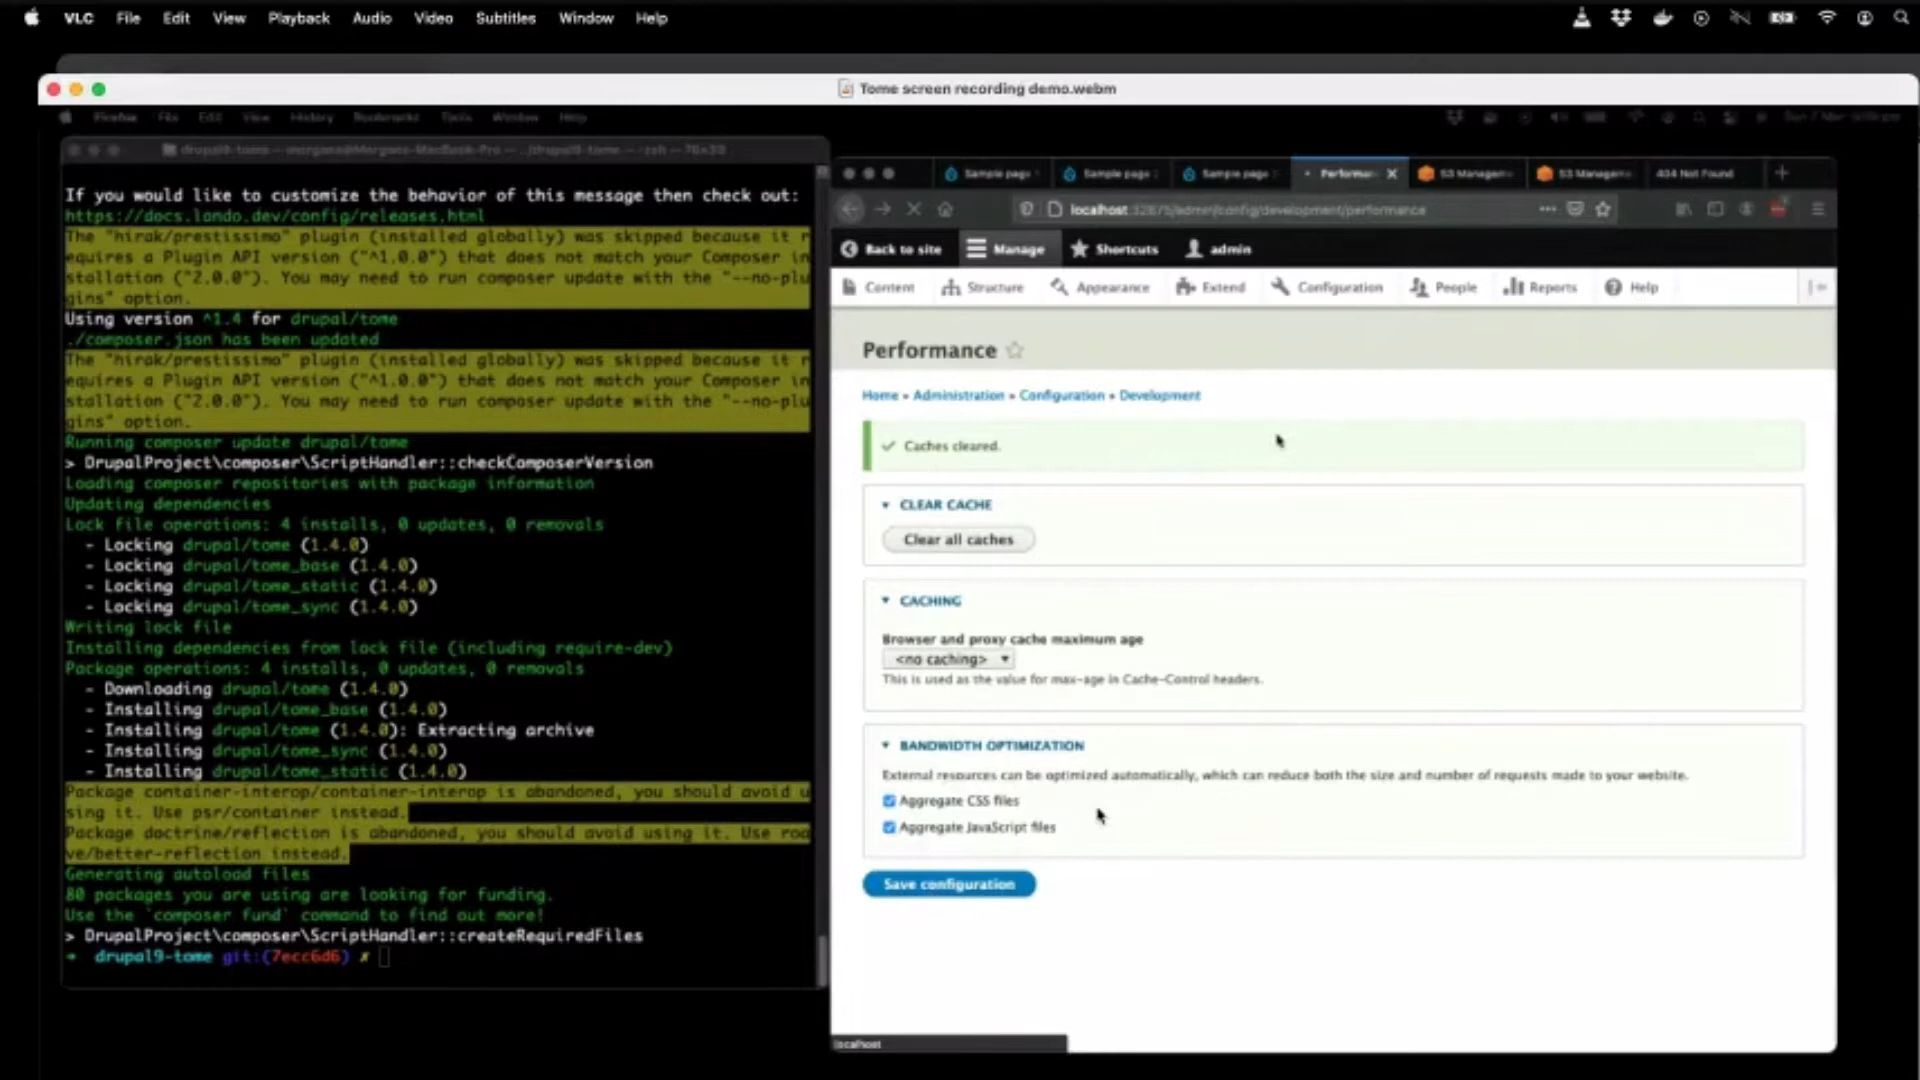 VLC File Edit View Playback Audio Video Subtitles Window Help
Tome screen recording demo.webm
Firefox File Edit View History Bookmarks Tools Window Help
If you would like to customize the behavior of this message then check out:
https://docs.lando.dev/config/releases.html
The "hirak/prestissimo" plugin (installed globally) was skipped because it r
equires a Plugin API version ("^1.0.0") that does not match your Composer in
stallation ("2.0.0"). You may need to run composer update with the "--no-plu
gins" option.
Using version ^1.4 for drupal/tome
./composer.json has been updated
The "hirak/prestissimo" plugin (installed globally) was skipped because it r
equires a Plugin API version ("^1.0.0") that does not match your Composer in
stallation ("2.0.0"). You may need to run composer update with the "--no-plu
gins" option.
Running composer update drupal/tome
> DrupalProject\composer\ScriptHandler::checkComposerVersion
Loading composer repositories with package information
Updating dependencies
Lock file operations: 4 installs, 0 updates, 0 removals
- Locking drupal/tome (1.4.0)
- Locking drupal/tome_base (1.4.0)
- Locking drupal/tome_static (1.4.0)
- Locking drupal/tome_sync (1.4.0)
Writing lock file
Installing dependencies from lock file (including require-dev)
Package operations: 4 installs, 0 updates, 0 removals
- Downloading drupal/tome (1.4.0)
- Installing drupal/tome_base (1.4.0)
- Installing drupal/tome (1.4.0): Extracting archive
- Installing drupal/tome_sync (1.4.0)
- Installing drupal/tome_static (1.4.0)
Package container-interop/container-interop is abandoned, you should avoid u
sing it. Use psr/container instead.
Package doctrine/reflection is abandoned, you should avoid using it. Use roa
ve/better-reflection instead.
Generating autoload files
80 packages you are using are looking for funding.
Use the `composer fund` command to find out more!
> DrupalProject\composer\ScriptHandler::createRequiredFiles
drupal9-tome git:(7ecc6d6) ✗
Sample page Sample page Sample page Performan S3 Managem S3 Managem 404 Not Found
localhost:32875/admin/config/development/performance
Back to site Manage Shortcuts admin
Content Structure Appearance Extend Configuration People Reports Help
Performance
Home » Administration » Configuration » Development
Caches cleared.
CLEAR CACHE
Clear all caches
CACHING
Browser and proxy cache maximum age
<no caching>
This is used as the value for max-age in Cache-Control headers.
BANDWIDTH OPTIMIZATION
External resources can be optimized automatically, which can reduce both the size and number of requests made to your website.
Aggregate CSS files
Aggregate JavaScript files
Save configuration
localhost